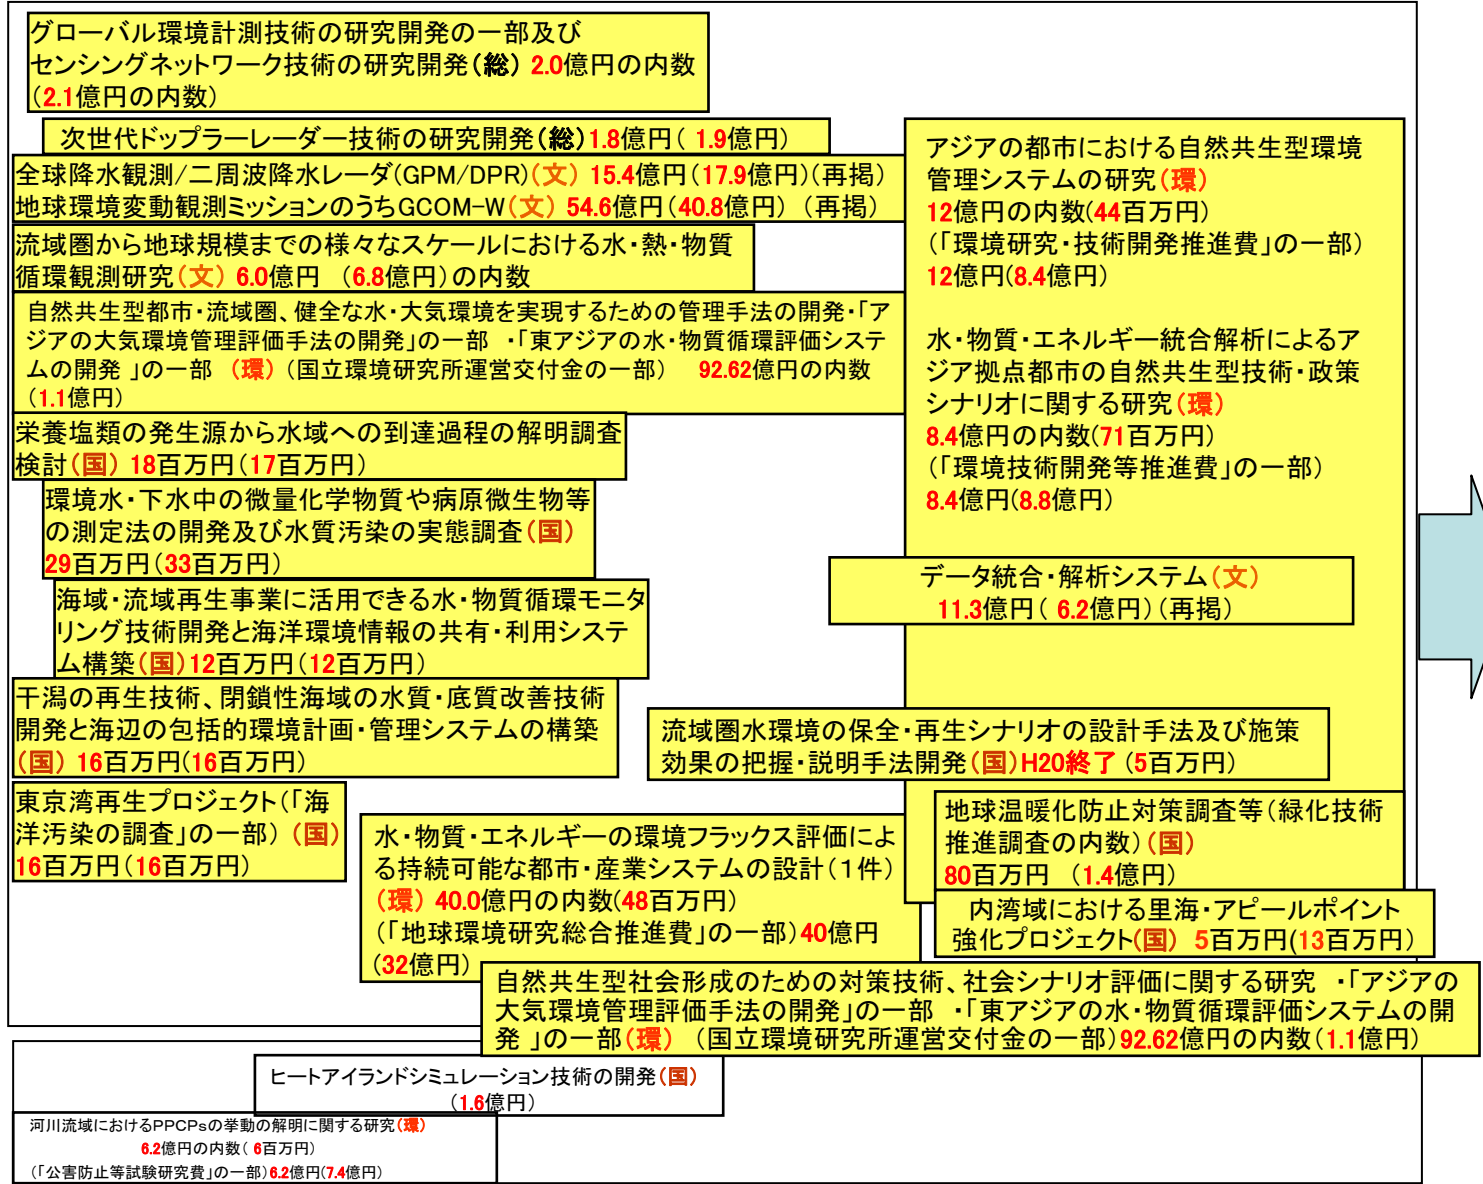 グローバル環境計測技術の研究開発の一部及び
センシングネットワーク技術の研究開発(総) 2.0億円の内数
(2.1億円の内数)
次世代ドップラーレーダー技術の研究開発(総)1.8億円( 1.9億円)
全球降水観測/二周波降水レーダ(GPM/DPR)(文) 15.4億円(17.9億円)(再掲)
地球環境変動観測ミッションのうちGCOM-W(文) 54.6億円(40.8億円) (再掲)
流域圏から地球規模までの様々なスケールにおける水・熱・物質
循環観測研究(文) 6.0億円 (6.8億円)の内数
自然共生型都市・流域圏、健全な水・大気環境を実現するための管理手法の開発・「ア
ジアの大気環境管理評価手法の開発」の一部 ・「東アジアの水・物質循環評価システ
ムの開発 」の一部 (環) (国立環境研究所運営交付金の一部) 92.62億円の内数
(1.1億円)
栄養塩類の発生源から水域への到達過程の解明調査
検討(国) 18百万円(17百万円)
環境水・下水中の微量化学物質や病原微生物等
の測定法の開発及び水質汚染の実態調査(国)
29百万円(33百万円)
海域・流域再生事業に活用できる水・物質循環モニタ
リング技術開発と海洋環境情報の共有・利用システ
ム構築(国)12百万円(12百万円)
干潟の再生技術、閉鎖性海域の水質・底質改善技術
開発と海辺の包括的環境計画・管理システムの構築
(国) 16百万円(16百万円)
東京湾再生プロジェクト(「海
洋汚染の調査」の一部) (国)
16百万円(16百万円)
アジアの都市における自然共生型環境
管理システムの研究(環)
12億円の内数(44百万円)
(「環境研究・技術開発推進費」の一部)
12億円(8.4億円)
水・物質・エネルギー統合解析によるア
ジア拠点都市の自然共生型技術・政策
シナリオに関する研究(環)
8.4億円の内数(71百万円)
(「環境技術開発等推進費」の一部)
8.4億円(8.8億円)
データ統合・解析システム(文)
11.3億円( 6.2億円)(再掲)
流域圏水環境の保全・再生シナリオの設計手法及び施策
効果の把握・説明手法開発(国)H20終了 (5百万円)
水・物質・エネルギーの環境フラックス評価によ
る持続可能な都市・産業システムの設計(1件)
(環) 40.0億円の内数(48百万円)
(「地球環境研究総合推進費」の一部)40億円
(32億円)
地球温暖化防止対策調査等(緑化技術
推進調査の内数)(国)
80百万円 (1.4億円)
内湾域における里海・アピールポイント
強化プロジェクト(国) 5百万円(13百万円)
自然共生型社会形成のための対策技術、社会シナリオ評価に関する研究 ・「アジアの
大気環境管理評価手法の開発」の一部 ・「東アジアの水・物質循環評価システムの開
発 」の一部(環) (国立環境研究所運営交付金の一部)92.62億円の内数(1.1億円)
ヒートアイランドシミュレーション技術の開発(国)
(1.6億円)
河川流域におけるPPCPsの挙動の解明に関する研究(環)
6.2億円の内数( 6百万円)
(「公害防止等試験研究費」の一部)6.2億円(7.4億円)